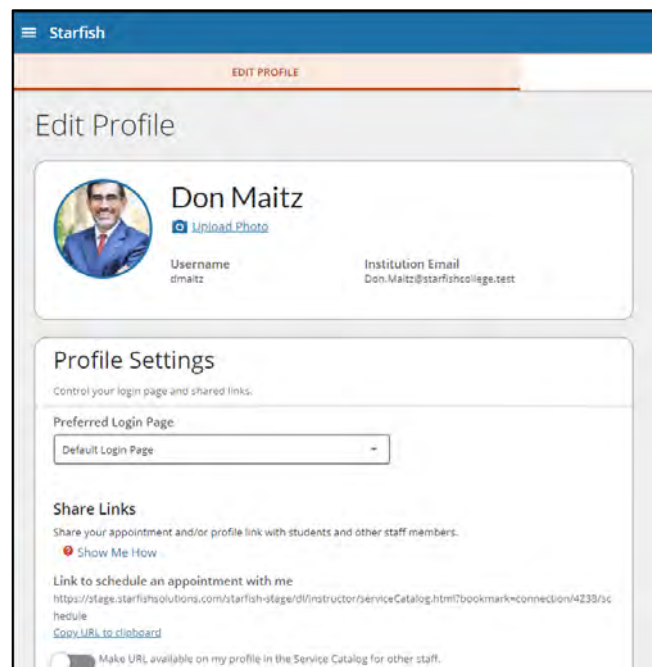 Starfish
EDIT PROFILE
Edit Profile
Don Maitz
Upload Photo
Username
Institution Email
dmaitz
Don.Maitz@starfishcollege.test
Profile Settings
Control your login page and shared links.
Preferred Login Page
Default Login Page
Share Links
Share your appointment and/or profile link with students and other staff members.
Show Me How
Link to schedule an appointment with me
https://stage.starfishsolutions.com/starfish-stage/dl/instructor/serviceCatalog.html?bookmark=connection/4238/sc
hedule
Copy URL to clipboard
Make URL available on my profile in the Service Catalog for other staff.